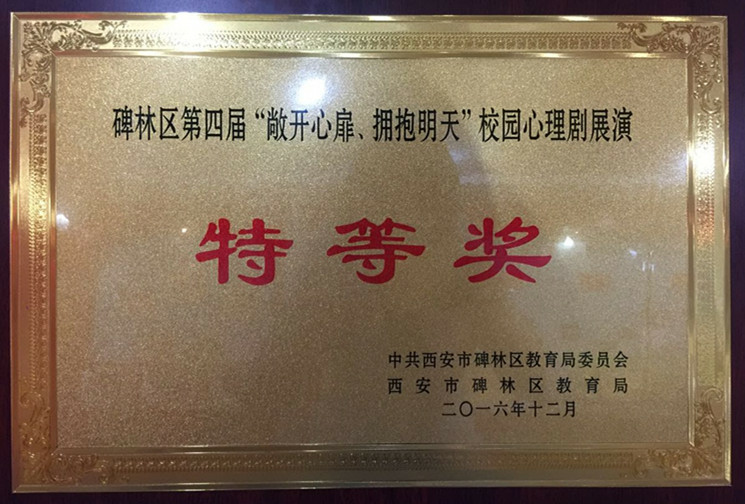 碑林区第四届“敞开心扉、拥抱明天”校园心理剧展演
特等奖
中共西安市碑林区教育局委员会
西安市碑林区教育局
二〇一六年十二月